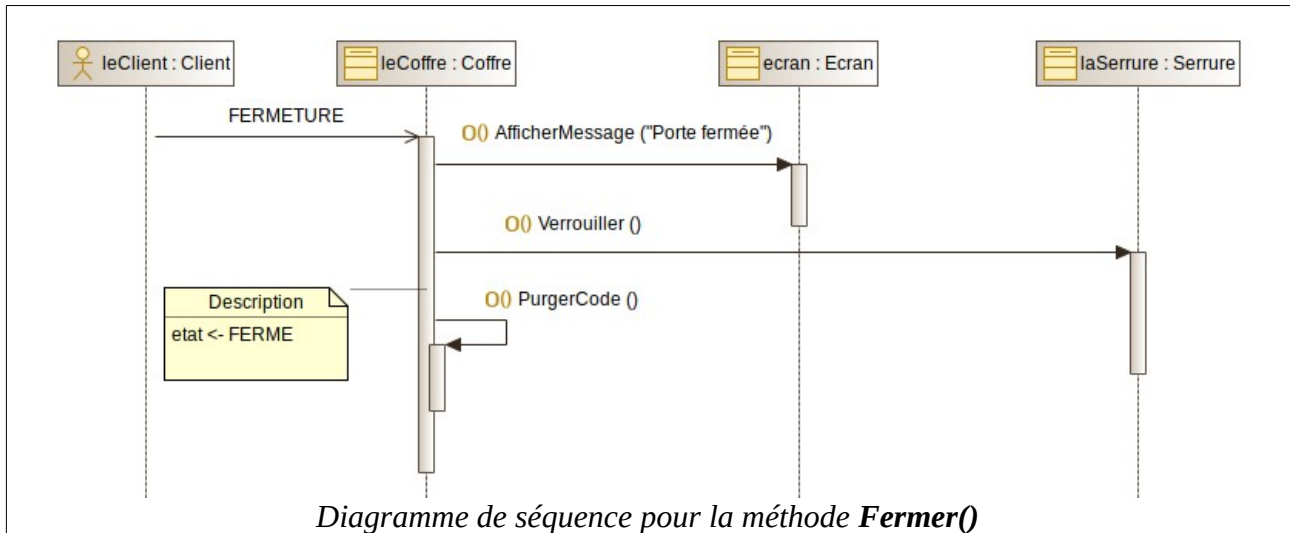 leClient : Client
leCoffre : Coffre
ecran : Ecran
laSerrure : Serrure
FERMETURE
O() AfficherMessage ("Porte fermée")
O() Verrouiller ()
Description
etat <- FERME
O() PurgerCode ()
Diagramme de séquence pour la méthode Fermer()